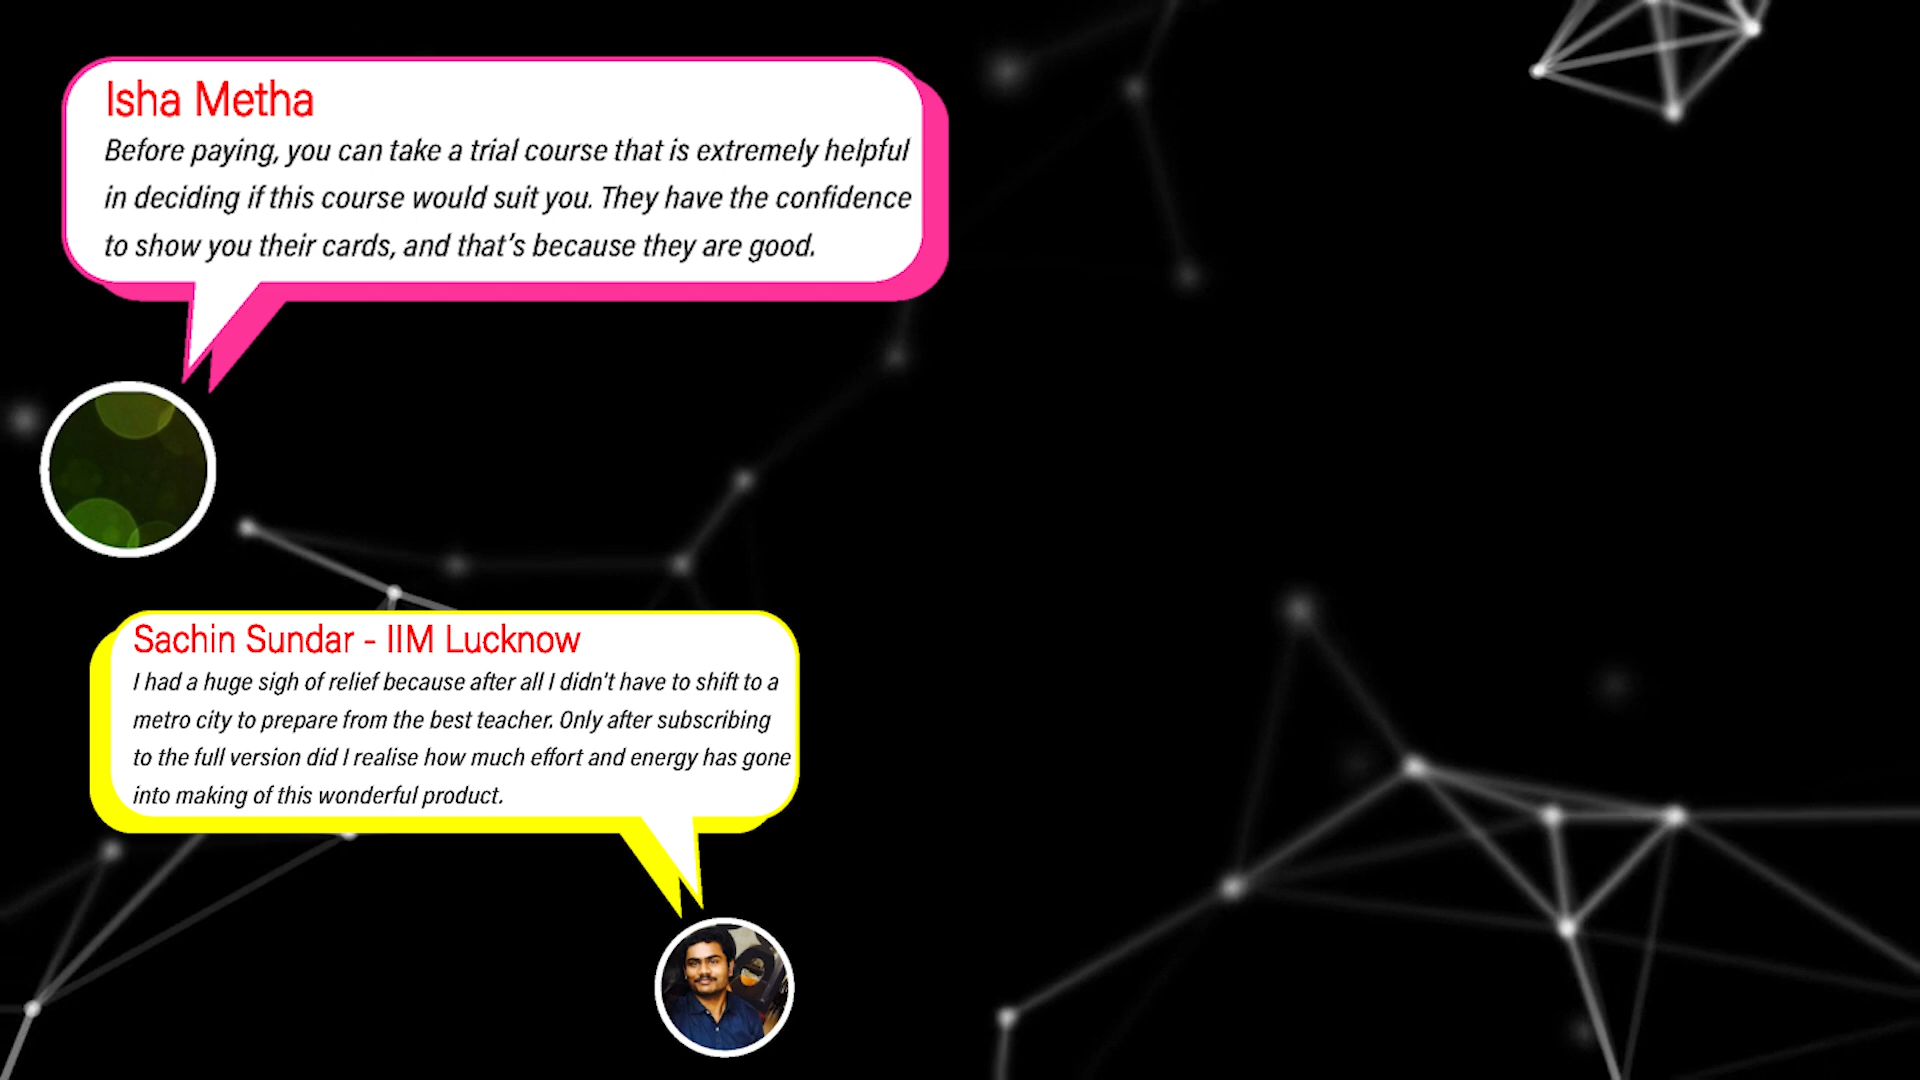 Isha Metha
Before paying, you can take a trial course that is extremely helpful
in deciding if this course would suit you. They have the confidence
to show you their cards, and that’s because they are good.
Sachin Sundar - IIM Lucknow
I had a huge sigh of relief because after all I didn't have to shift to a
metro city to prepare from the best teacher. Only after subscribing
to the full version did I realise how much effort and energy has gone
into making of this wonderful product.